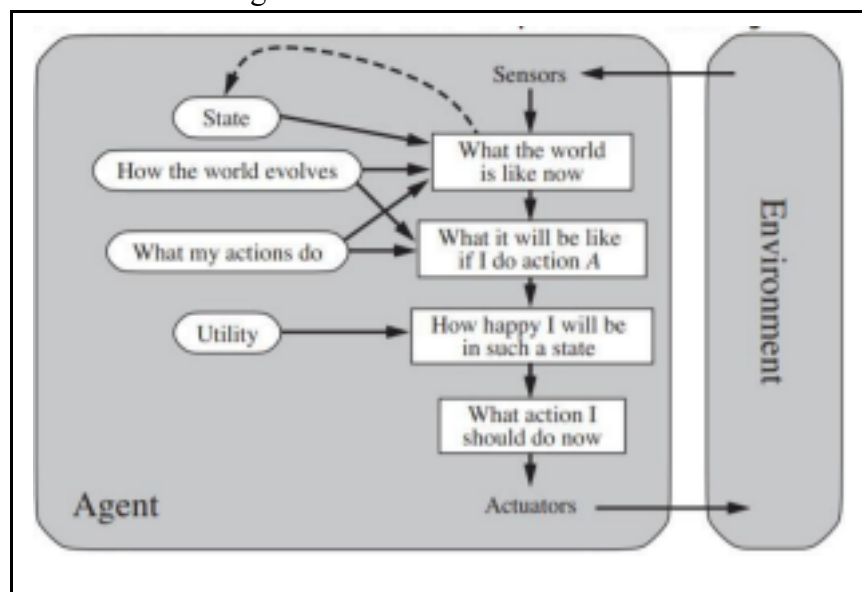 Sensors
State
What the world
is like now
How the world evolves
What my actions do
What it will be like
if I do action A
Utility
How happy I will be
in such a state
What action I
should do now
Agent
Actuators
Environment